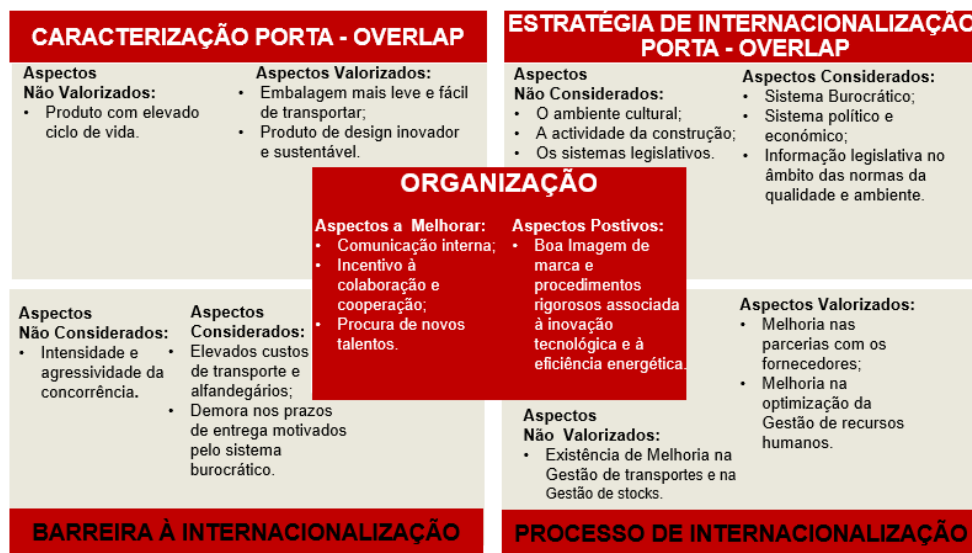 CARACTERIZAÇÃO PORTA - OVERLAP
Aspectos
Não Valorizados:
• Produto com elevado
ciclo de vida.
Aspectos Valorizados:
• Embalagem mais leve e fácil
de transportar;
• Produto de design inovador
e sustentável.
ESTRATÉGIA DE INTERNACIONALIZAÇÃO
PORTA - OVERLAP
Aspectos
Não Considerados:
• O ambiente cultural;
• A actividade da construção;
• Os sistemas legislativos.
Aspectos Considerados:
• Sistema Burocrático;
• Sistema político e
económico;
• Informação legislativa no
âmbito das normas da
qualidade e ambiente.
ORGANIZAÇÃO
Aspectos a Melhorar:
• Comunicação interna;
• Incentivo à
colaboração e
cooperação;
• Procura de novos
talentos.
Aspectos Postivos:
• Boa Imagem de
marca e
procedimentos
rigorosos associada
à inovação
tecnológica e à
eficiência energética.
Aspectos
Não Considerados:
• Intensidade e
agressividade da
concorrência.
Aspectos
Considerados:
• Elevados custos
de transporte e
alfandegários;
• Demora nos prazos
de entrega motivados
pelo sistema
burocrático.
BARREIRA À INTERNACIONALIZAÇÃO
Aspectos
Não Valorizados:
• Existência de Melhoria na
Gestão de transportes e na
Gestão de stocks.
Aspectos Valorizados:
• Melhoria nas
parcerias com os
fornecedores;
• Melhoria na
optimização da
Gestão de recursos
humanos.
PROCESSO DE INTERNACIONALIZAÇÃO